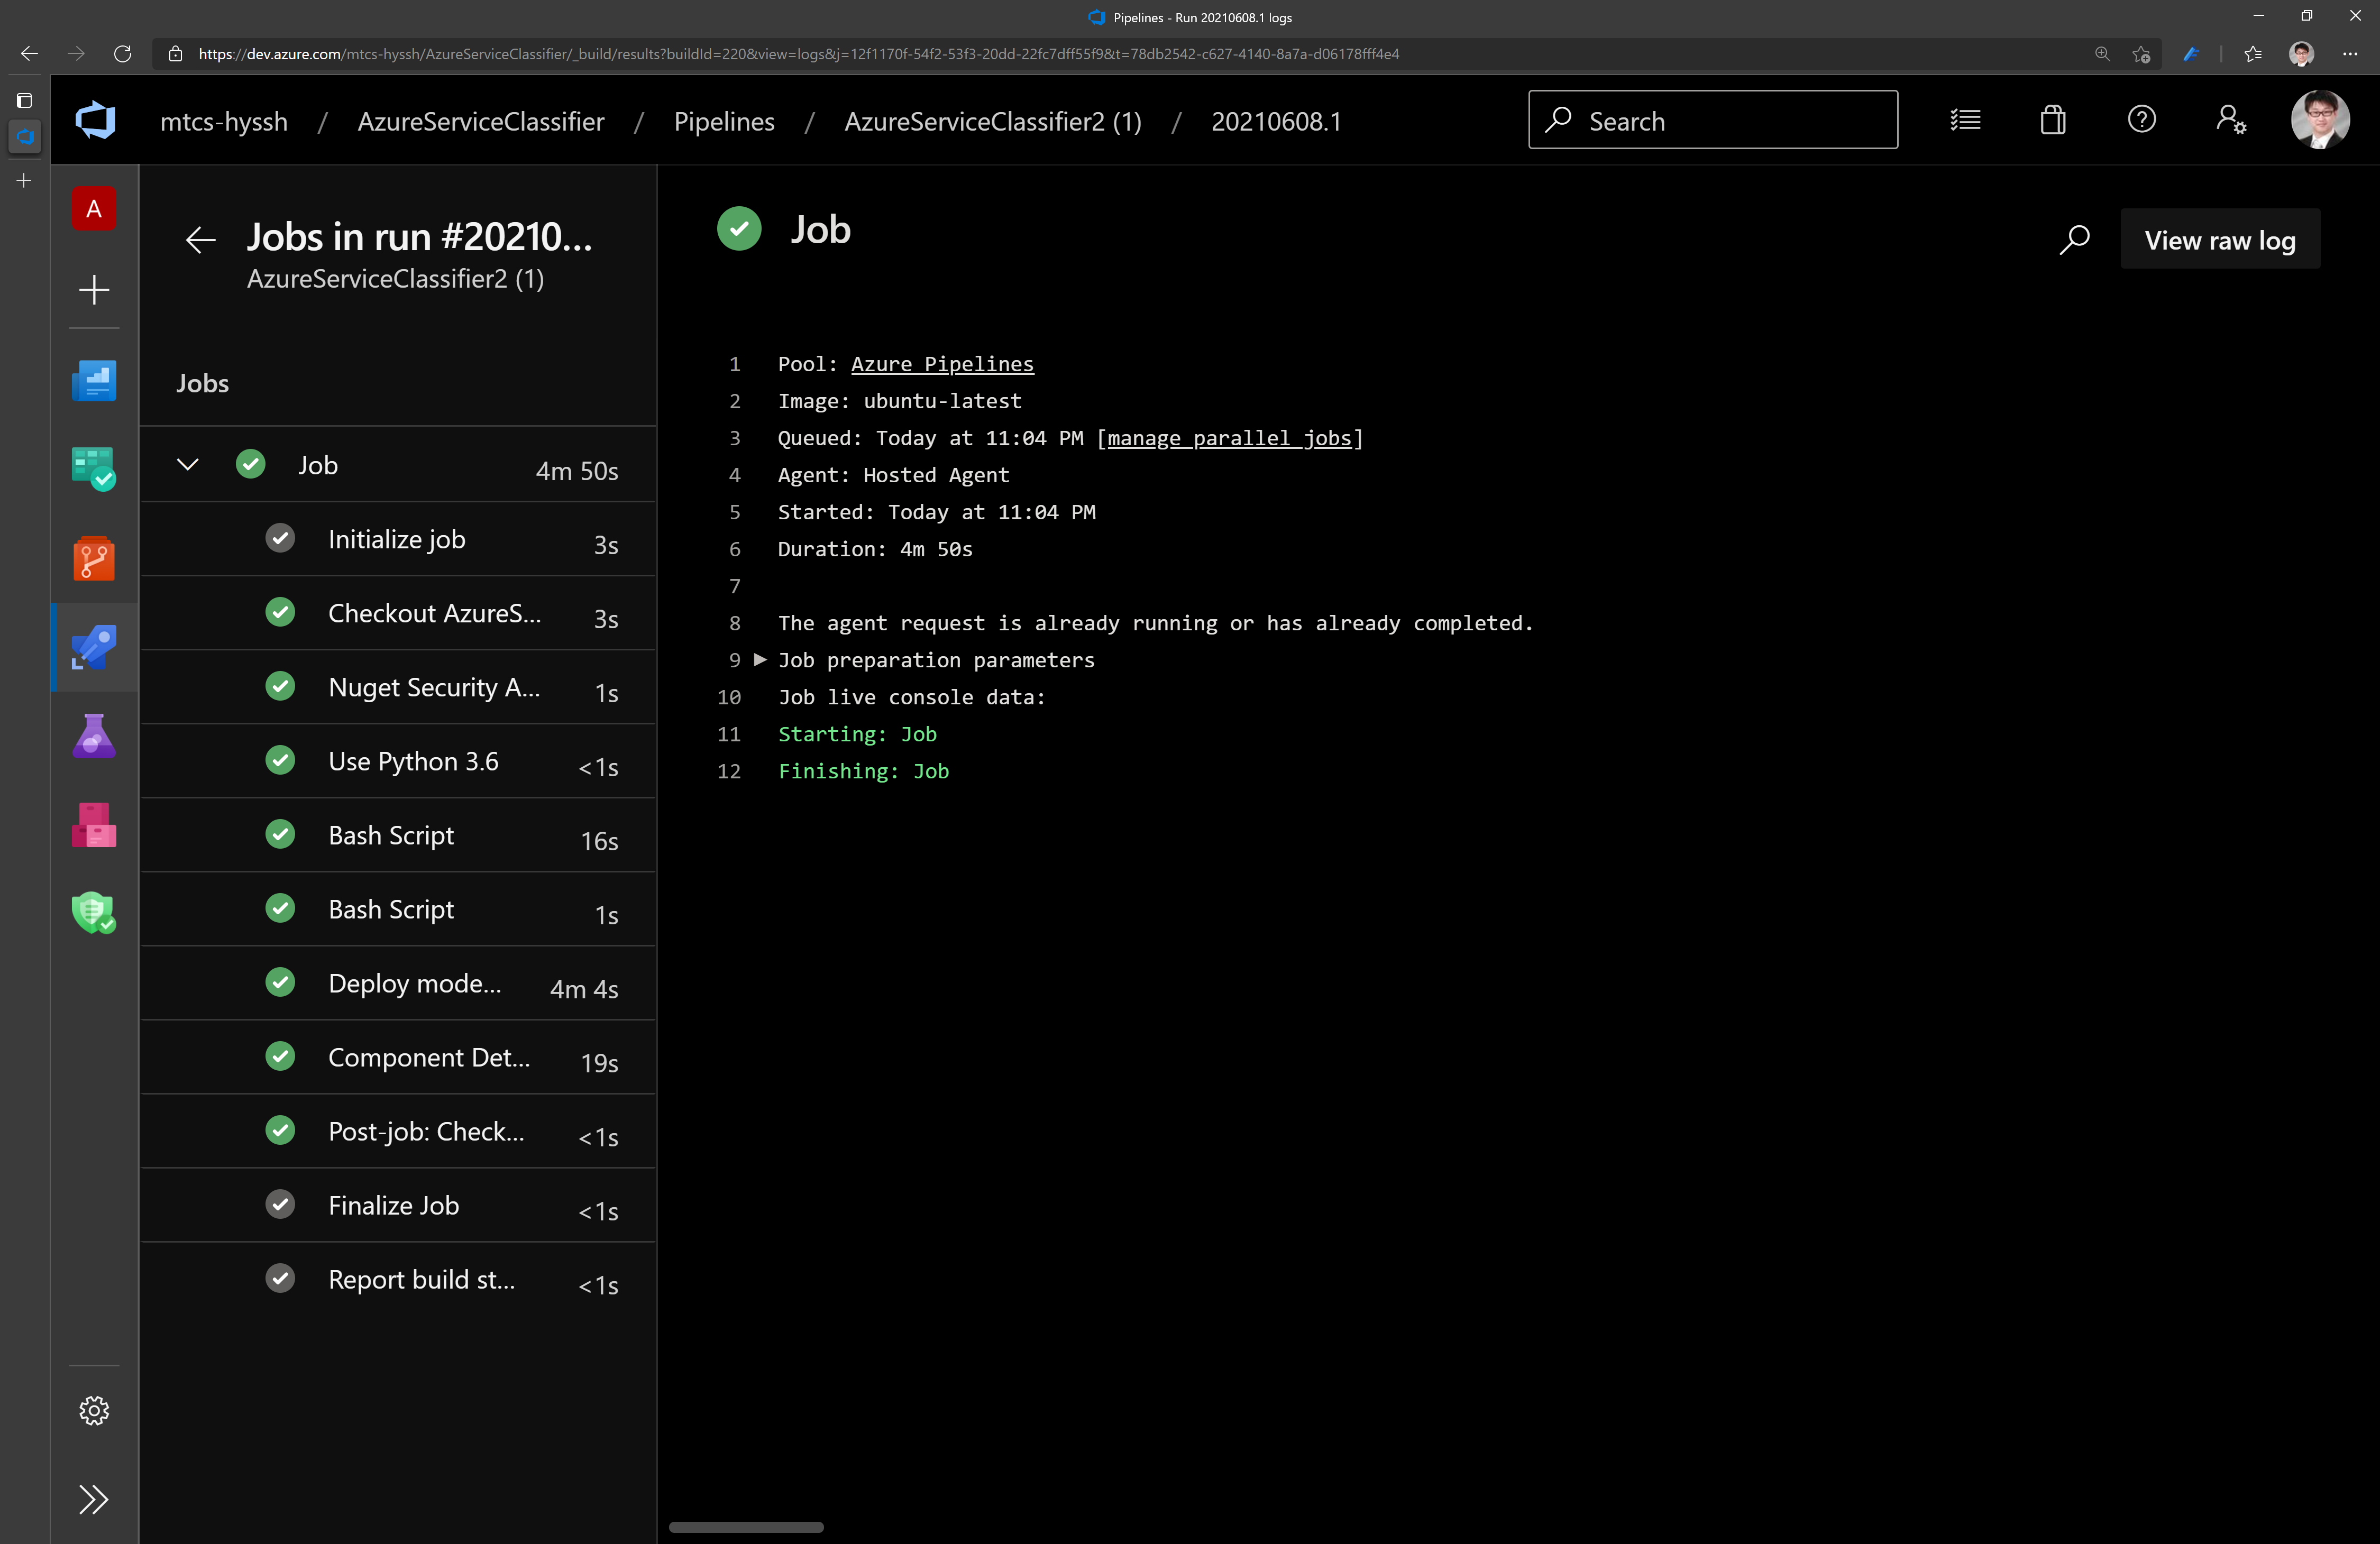 Pipelines - Run 20210608.1 logs
https://dev.azure.com/mtcs-hyssh/AzureServiceClassifier/_build/results?buildId=220&view=logs&j=12f1170f-54f2-53f3-20dd-22fc7dff55f9&t=78db2542-c627-4140-8a7a-d06178fff4e4
mtcs-hyssh / AzureServiceClassifier / Pipelines / AzureServiceClassifier2 (1) / 20210608.1
Search
A
Jobs in run #20210...
AzureServiceClassifier2 (1)
Jobs
Job 4m 50s
Initialize job 3s
Checkout AzureS... 3s
Nuget Security A... 1s
Use Python 3.6 <1s
Bash Script 16s
Bash Script 1s
Deploy mode... 4m 4s
Component Det... 19s
Post-job: Check... <1s
Finalize Job <1s
Report build st... <1s
Job
View raw log
1 Pool: Azure Pipelines
2 Image: ubuntu-latest
3 Queued: Today at 11:04 PM [manage parallel jobs]
4 Agent: Hosted Agent
5 Started: Today at 11:04 PM
6 Duration: 4m 50s
7
8 The agent request is already running or has already completed.
9 Job preparation parameters
10 Job live console data:
11 Starting: Job
12 Finishing: Job